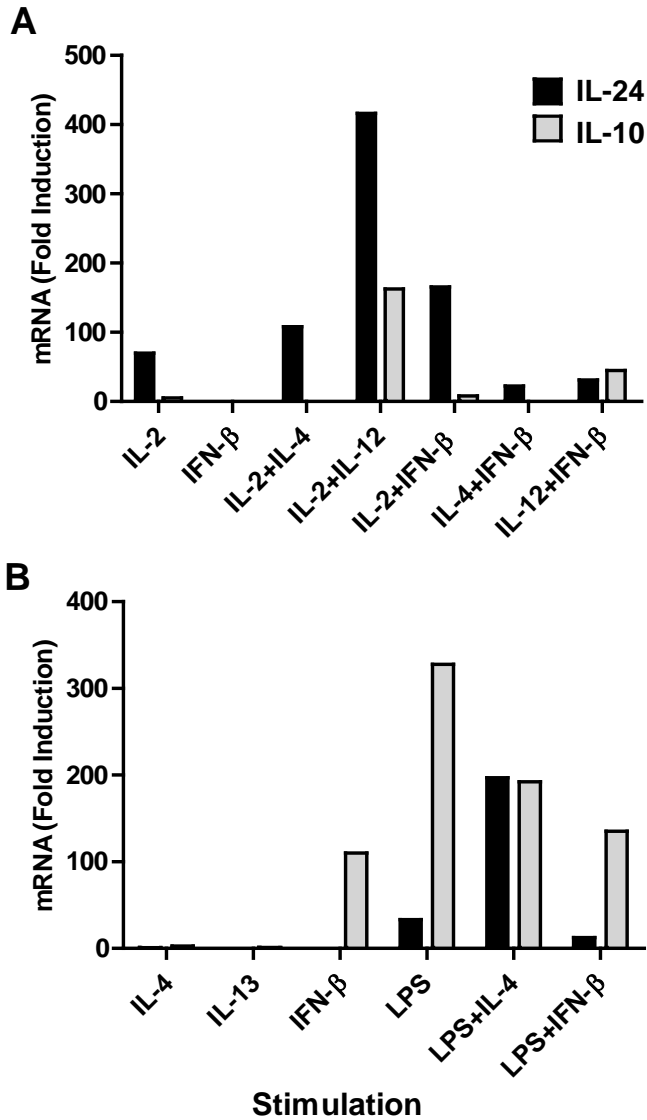 A
mRNA (Fold Induction)
500
400
300
200
100
0
IL-24
IL-10
IL-2
IFN-β
IL-2+IL-4
IL-2+IL-12
IL-2+IFN-β
IL-4+IFN-β
IL-12+IFN-β
B
mRNA (Fold Induction)
400
300
200
100
0
IL-4
IL-13
IFN-β
LPS
LPS+IL-4
LPS+IFN-β
Stimulation